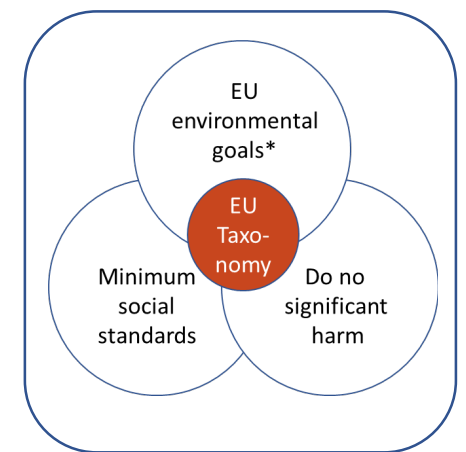 EU
environmental
goals*
EU
Taxo-
nomy
Minimum
social
standards
Do no
significant
harm